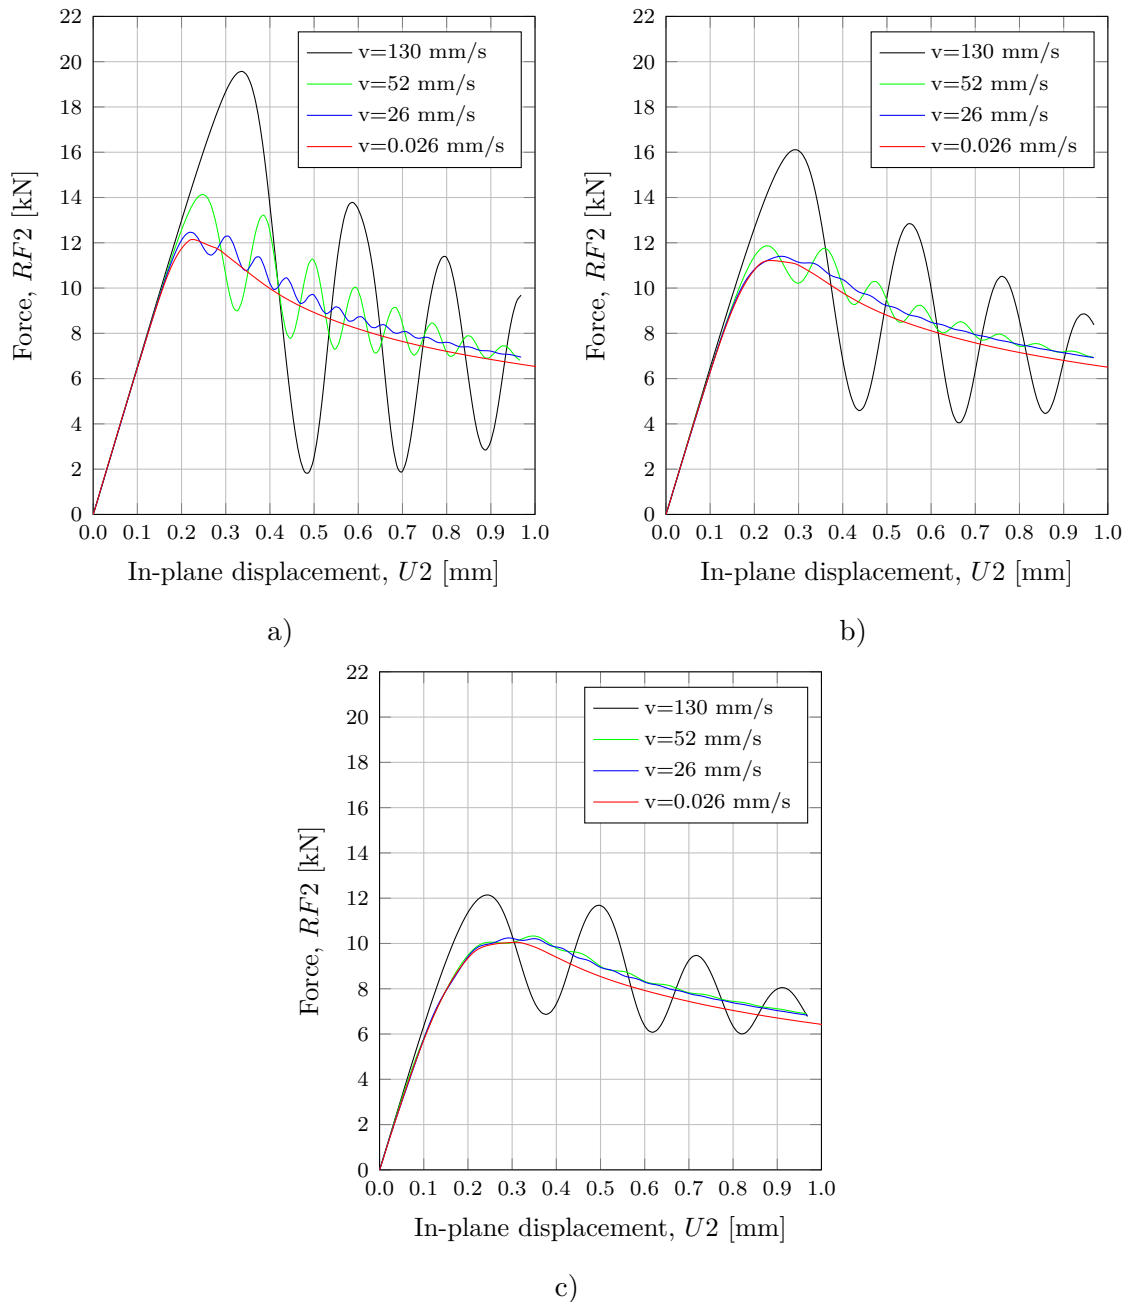 22
20
18
16
14
12
10
8
6
4
2
0
Force, RF2 [kN]
v=130 mm/s
v=52 mm/s
v=26 mm/s
v=0.026 mm/s
0.0 0.1 0.2 0.3 0.4 0.5 0.6 0.7 0.8 0.9 1.0
In-plane displacement, U2 [mm]
a)
22
20
18
16
14
12
10
8
6
4
2
0
Force, RF2 [kN]
v=130 mm/s
v=52 mm/s
v=26 mm/s
v=0.026 mm/s
0.0 0.1 0.2 0.3 0.4 0.5 0.6 0.7 0.8 0.9 1.0
In-plane displacement, U2 [mm]
b)
22
20
18
16
14
12
10
8
6
4
2
0
Force, RF2 [kN]
v=130 mm/s
v=52 mm/s
v=26 mm/s
v=0.026 mm/s
0.0 0.1 0.2 0.3 0.4 0.5 0.6 0.7 0.8 0.9 1.0
In-plane displacement, U2 [mm]
c)